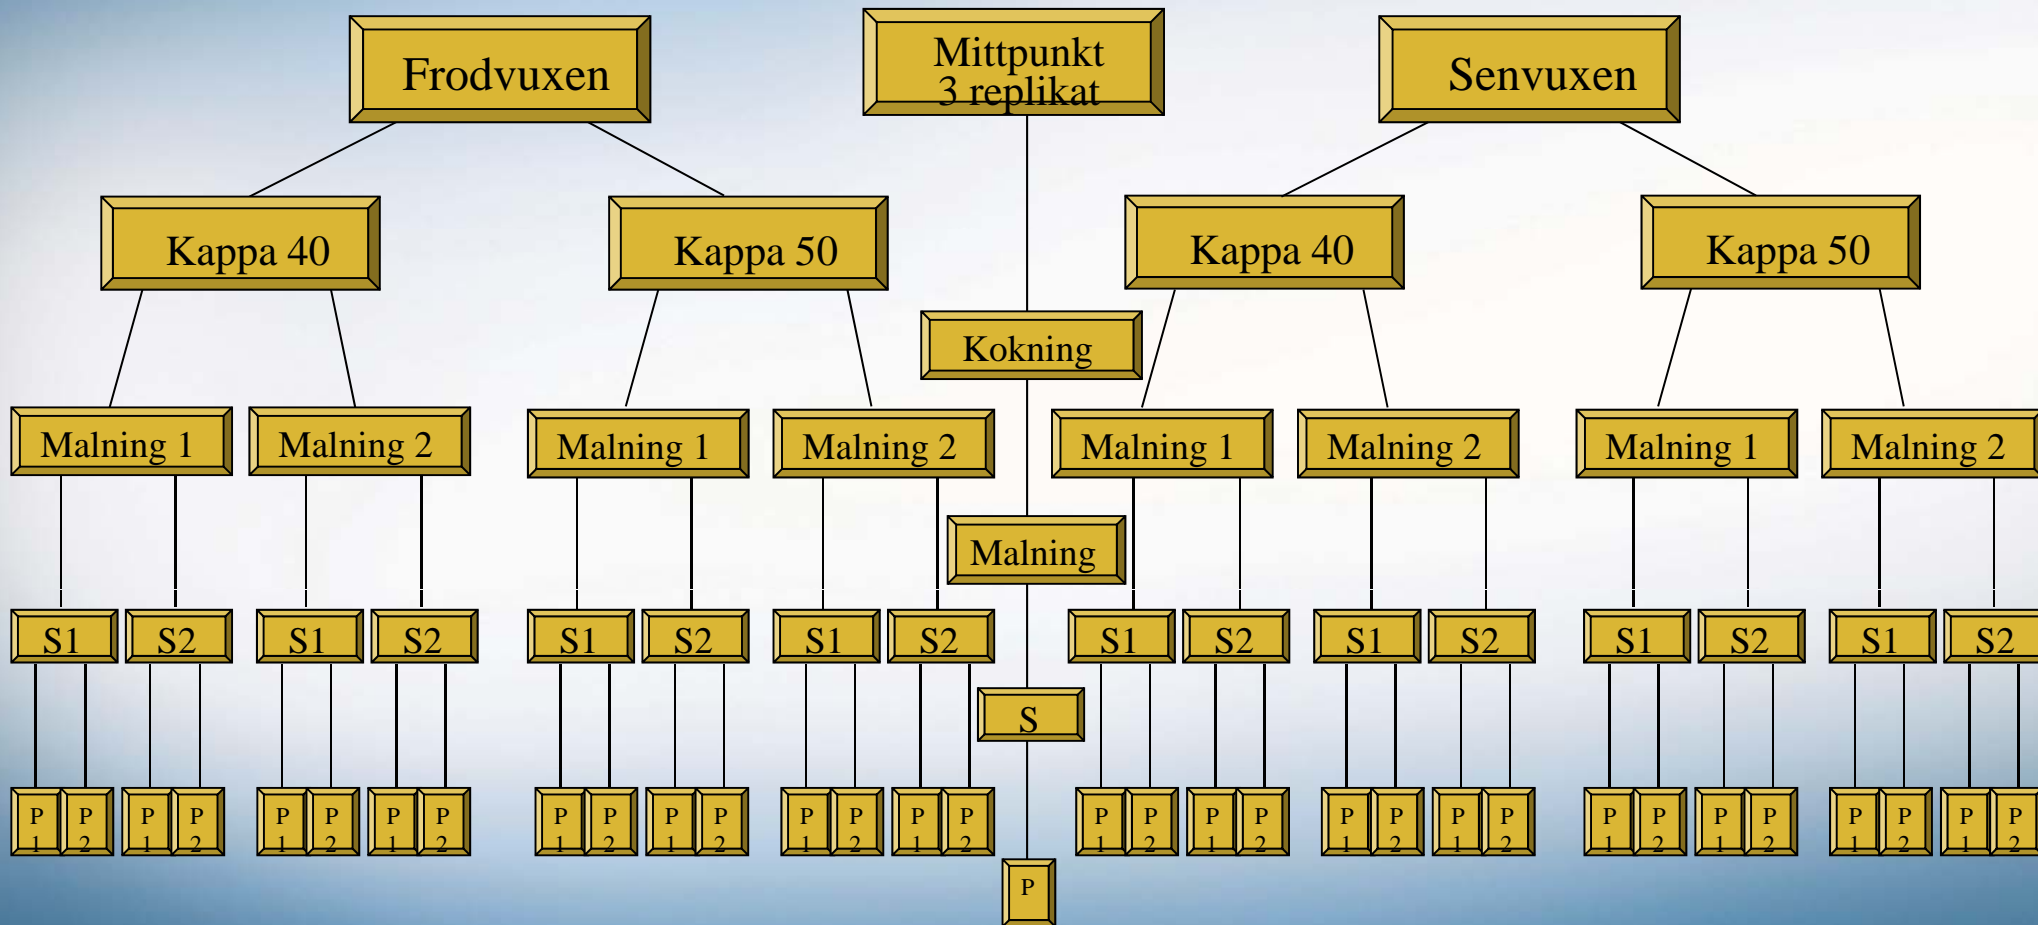 Frodvuxen
Mittpunkt
3 replikat
Senvuxen
Kappa 40
Kappa 50
Kappa 40
Kappa 50
Kokning
Malning 1
Malning 2
Malning 1
Malning 2
Malning 1
Malning 2
Malning 1
Malning 2
Malning
S1
S2
S1
S2
S1
S2
S1
S2
S1
S2
S1
S2
S1
S2
S1
S2
S
P
1
P
2
P
1
P
2
P
1
P
2
P
1
P
2
P
1
P
2
P
1
P
2
P
1
P
2
P
1
P
2
P
1
P
2
P
1
P
2
P
1
P
2
P
1
P
2
P
1
P
2
P
1
P
2
P
1
P
2
P
1
P
2
P